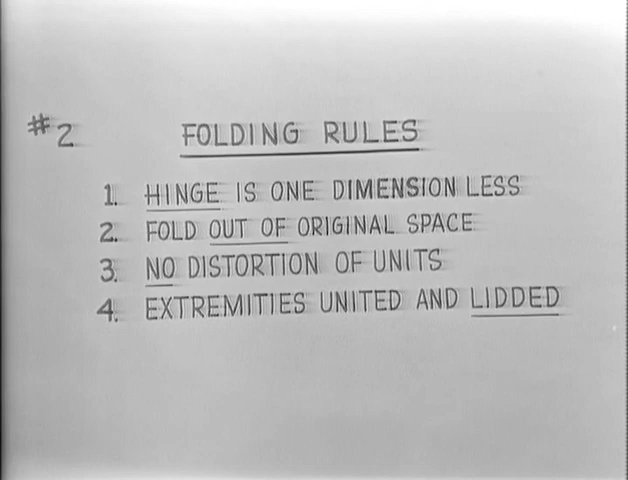 #2
FOLDING RULES
1. HINGE IS ONE DIMENSION LESS
2. FOLD OUT OF ORIGINAL SPACE
3. NO DISTORTION OF UNITS
4. EXTREMITIES UNITED AND LIDDED